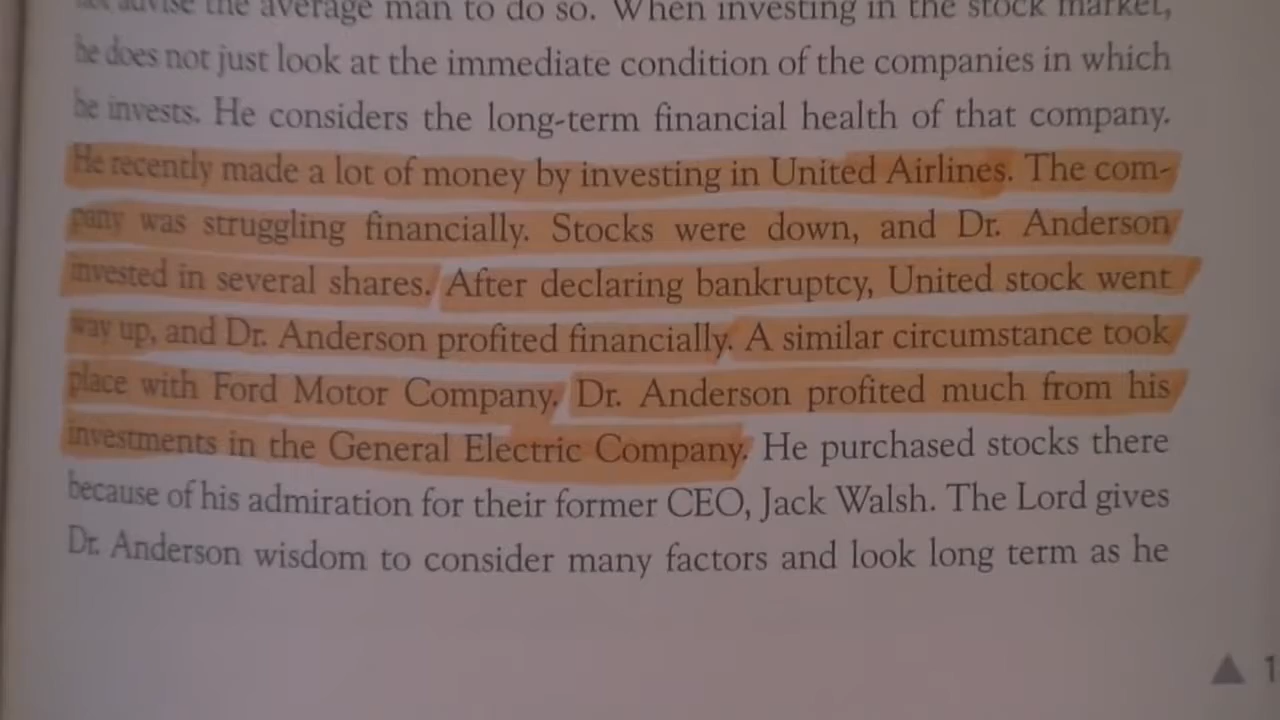 advise the average man to do so. When investing in the stock market,
he does not just look at the immediate condition of the companies in which
he invests. He considers the long-term financial health of that company.
He recently made a lot of money by investing in United Airlines. The com-
pany was struggling financially. Stocks were down, and Dr. Anderson
invested in several shares. After declaring bankruptcy, United stock went
way up, and Dr. Anderson profited financially. A similar circumstance took
place with Ford Motor Company. Dr. Anderson profited much from his
investments in the General Electric Company. He purchased stocks there
because of his admiration for their former CEO, Jack Walsh. The Lord gives
Dr. Anderson wisdom to consider many factors and look long term as he
▲ 1